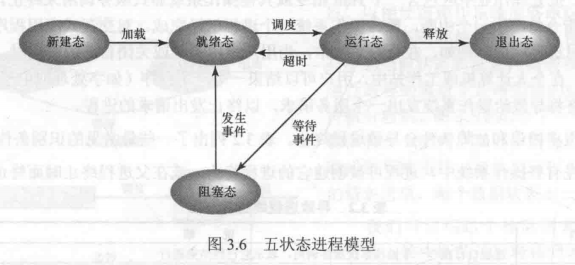 新建态
加载
就绪态
调度
超时
运行态
释放
退出态
发生
事件
等待
事件
阻塞态
图 3.6 五状态进程模型